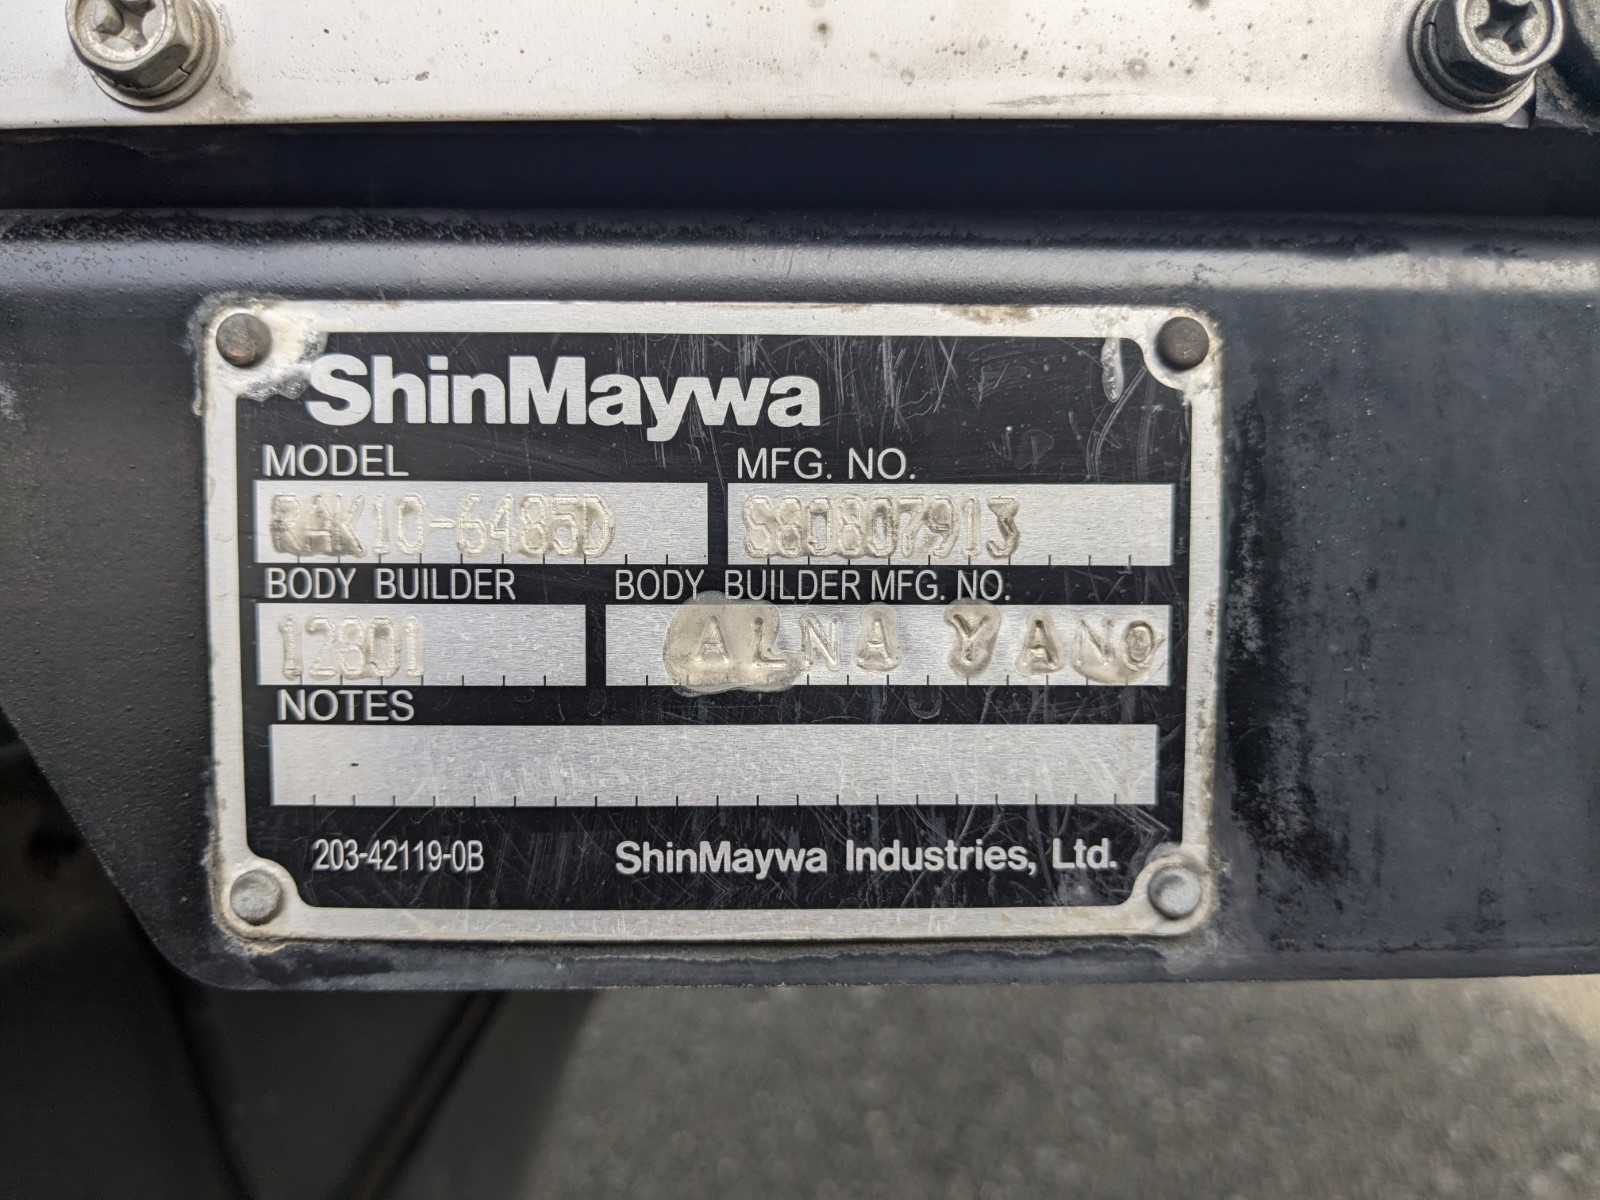 ShinMaywa
MODEL MFG. NO.
RAK10-6485D S80807913
BODY BUILDER BODY BUILDER MFG. NO.
12801 ALNA YANO
NOTES
203-42119-0B ShinMaywa Industries, Ltd.